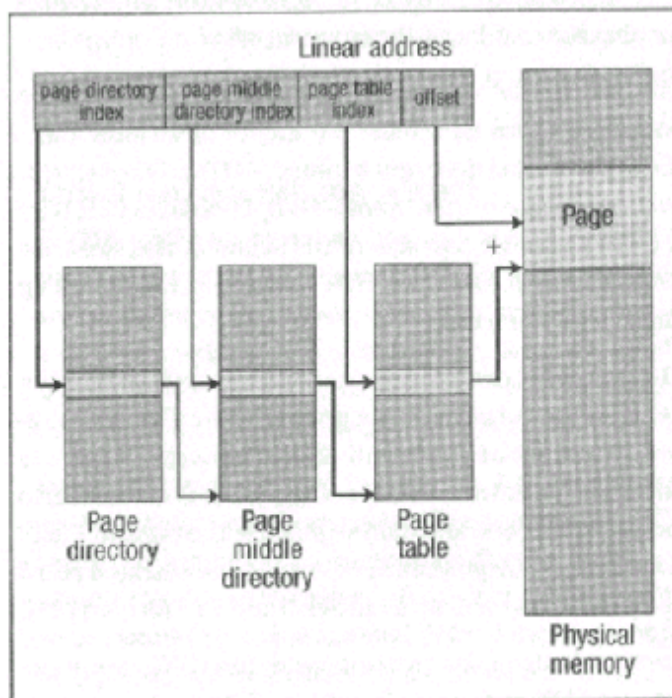 Linear address
page directory
index
page middle
directory index
page table
index
offset
Page
+
Page
directory
Page
middle
directory
Page
table
Physical
memory